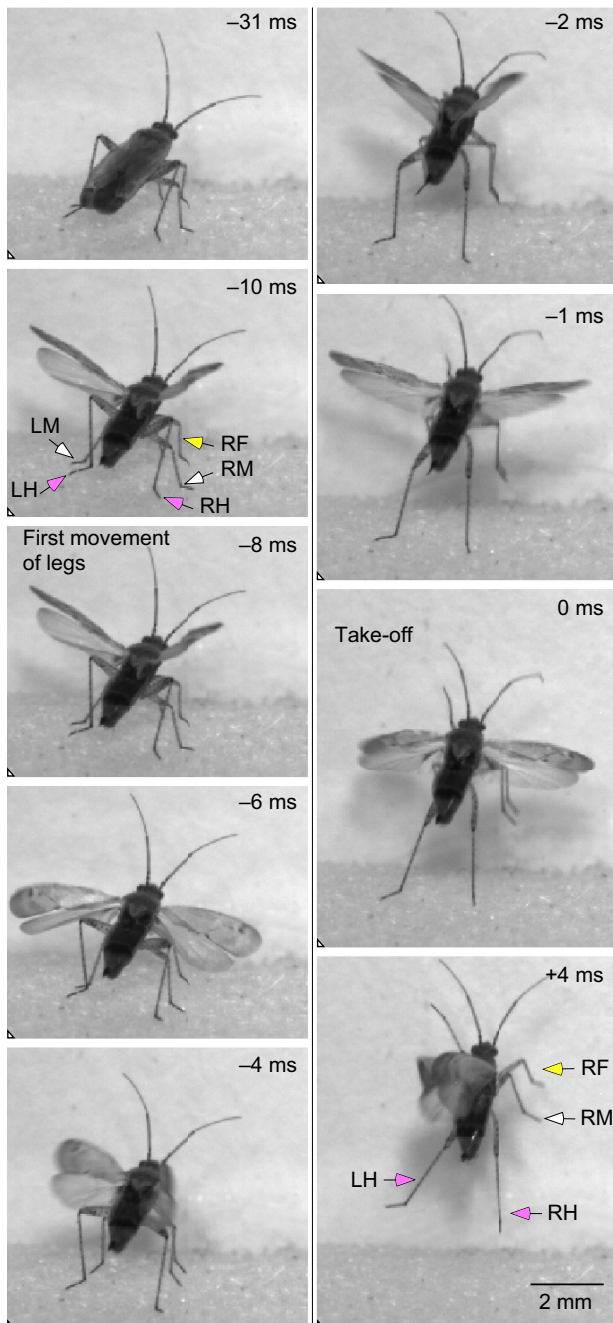 –31 ms
–10 ms
LM
RF
LH
RM
RH
First movement
of legs
–8 ms
–6 ms
–4 ms
–2 ms
–1 ms
0 ms
Take-off
+4 ms
RF
RM
LH
RH
2 mm